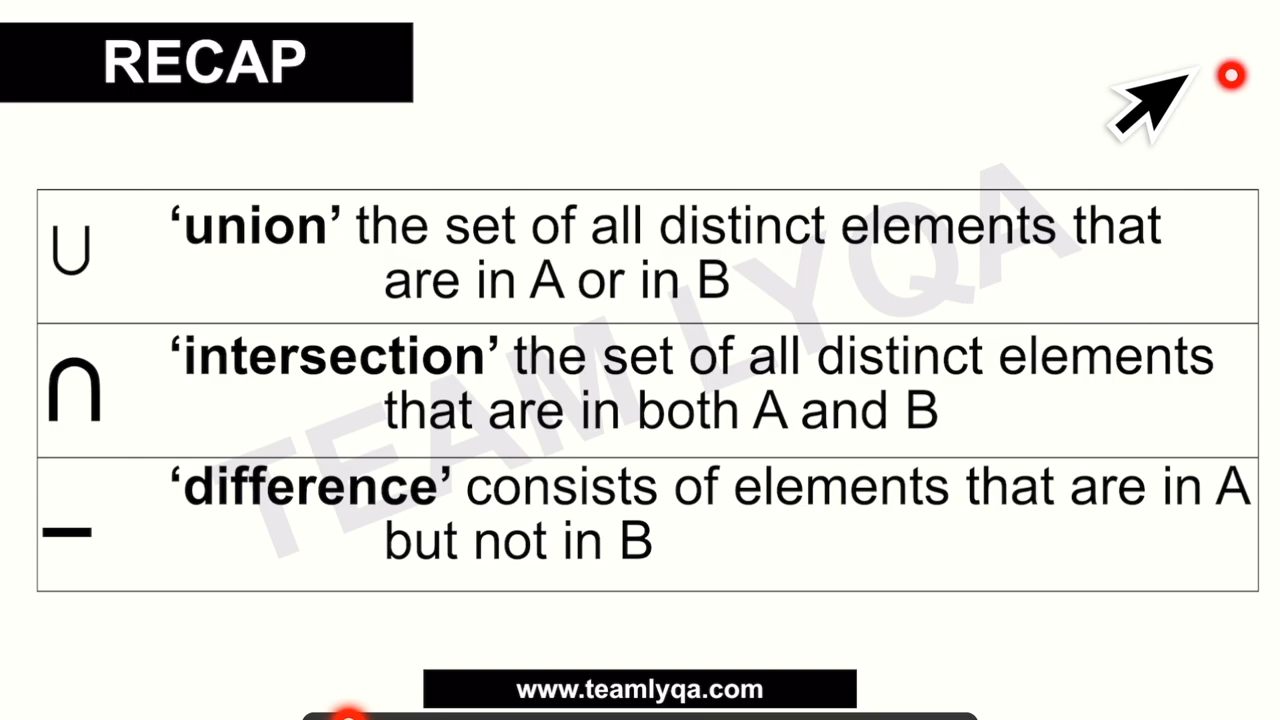 RECAP
∪ ‘union’ the set of all distinct elements that
are in A or in B
∩ ‘intersection’ the set of all distinct elements
that are in both A and B
– ‘difference’ consists of elements that are in A
but not in B
TEAM LYQA
www.teamlyqa.com